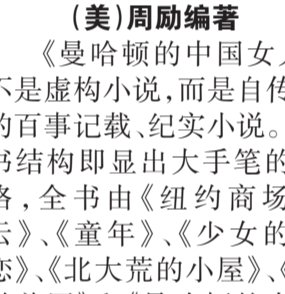 (美)周励编著
《曼哈顿的中国女
不是虚构小说,而是自传
的百事记载、纪实小说。
书结构即显出大手笔的
全书由《纽约商场
云》、《童年》、《少女的
恋》、《北大荒的小屋》、